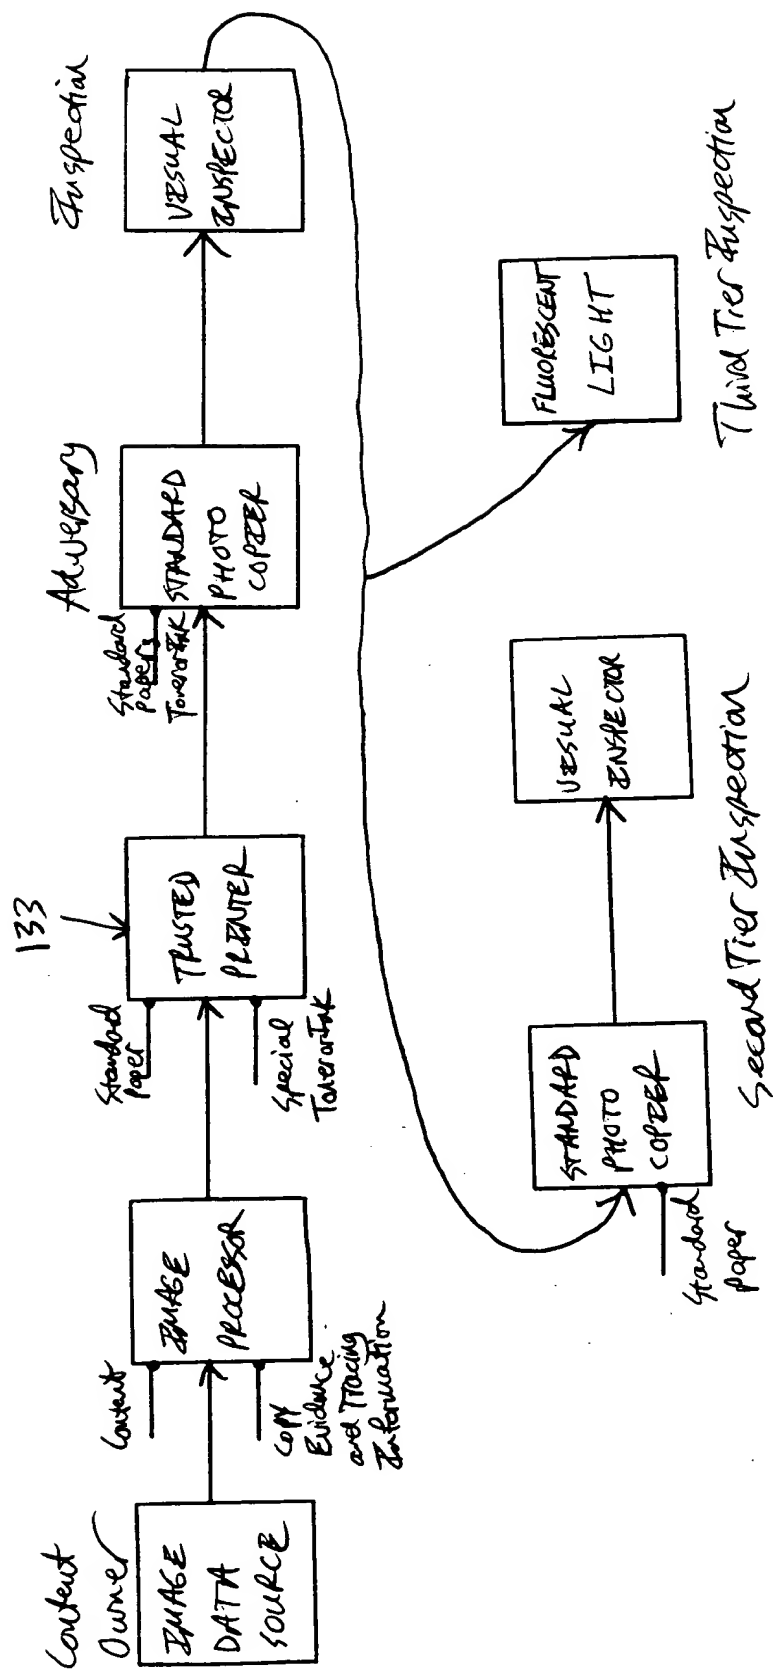 Content
Owner
IMAGE
DATA
SOURCE
Content
Copy
Evidence
and Tracing
Information
IMAGE
PROCESSOR
Standard
Paper
Special
Toner or Ink
133
TRUSTED
PRINTER
Adversary
Standard
Papers
Toner or Ink
STANDARD
PHOTO
COPIER
Inspection
VISUAL
INSPECTOR
Standard
Paper
STANDARD
PHOTO
COPIER
VISUAL
INSPECTOR
Second Tier Inspection
FLUORESCENT
LIGHT
Third Tier Inspection